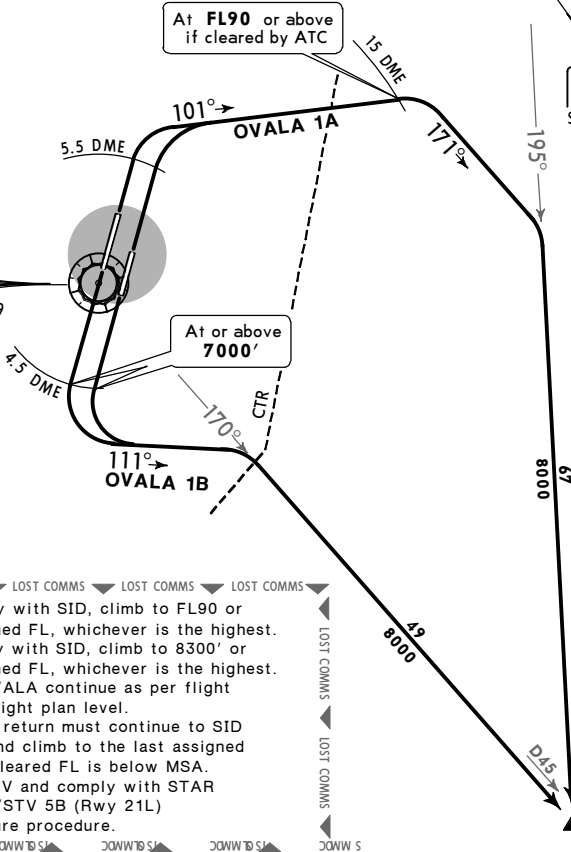 At FL90 or above
if cleared by ATC
15 DME
101°
OVALA 1A
171°
195°
5.5 DME
At or above
7000′
4.5 DME
170°
CTR
111°
OVALA 1B
67
8000
49
8000
D45
LOST COMMS LOST COMMS LOST COMMS
y with SID, climb to FL90 or
ned FL, whichever is the highest.
y with SID, climb to 8300′ or
ned FL, whichever is the highest.
VALA continue as per flight
ight plan level.
return must continue to SID
nd climb to the last assigned
leared FL is below MSA.
V and comply with STAR
/STV 5B (Rwy 21L)
ure procedure.
LOST COMMS
LOST COMMS